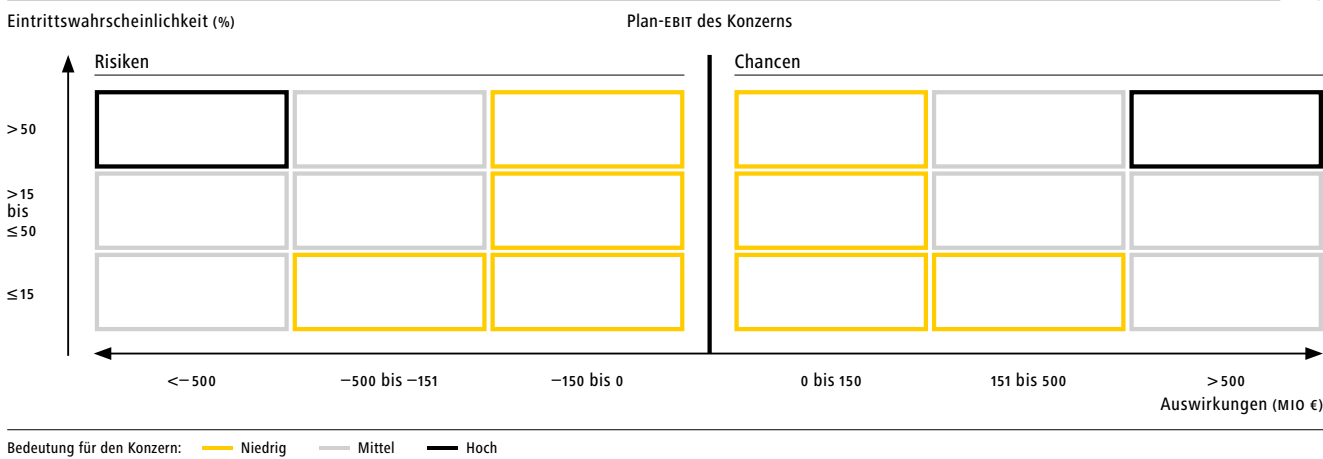 Eintrittswahrscheinlichkeit (%) Plan-EBIT des Konzerns
Risiken Chancen
>50
>15
bis
≤50
≤15
<−500 −500 bis −151 −150 bis 0 0 bis 150 151 bis 500 >500
Auswirkungen (MIO €)
Bedeutung für den Konzern: Niedrig Mittel Hoch